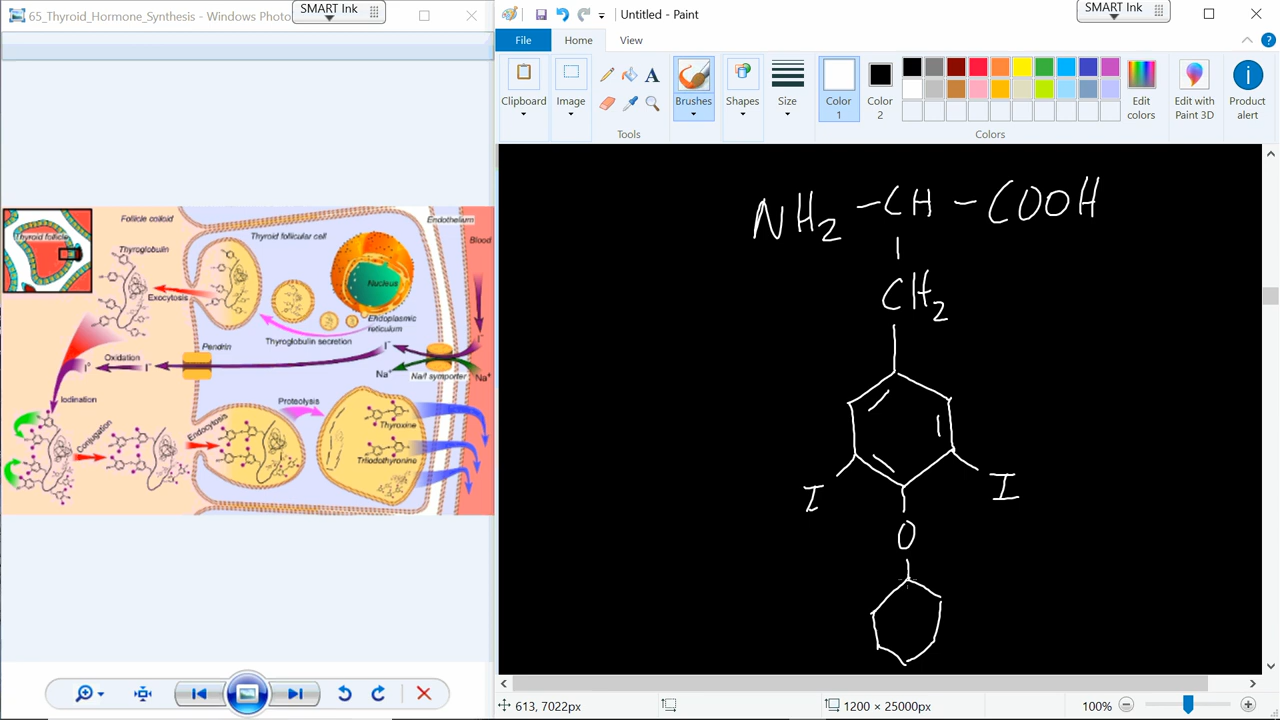 65_Thyroid_Hormone_Synthesis - Windows Photo
SMART Ink
Untitled - Paint
SMART Ink
File
Home
View
Clipboard
Image
Tools
Brushes
Shapes
Size
Color 1
Color 2
Colors
Edit colors
Edit with Paint 3D
Product alert
Thyroid follicle
Follicle colloid
Thyroglobulin
Exocytosis
Thyroid follicular cell
Endothelium
Blood
Nucleus
Endoplasmic reticulum
Thyroglobulin secretion
Pendrin
Oxidation
I⁰
I⁻
I⁻
I⁻
Na⁺
Na/I symporter
Na⁺
Iodination
Conjugation
Endocytosis
Proteolysis
Thyroxine
Triiodothyronine
NH2 - CH - COOH
CH2
I
I
O
613, 7022px
1200 × 25000px
100%